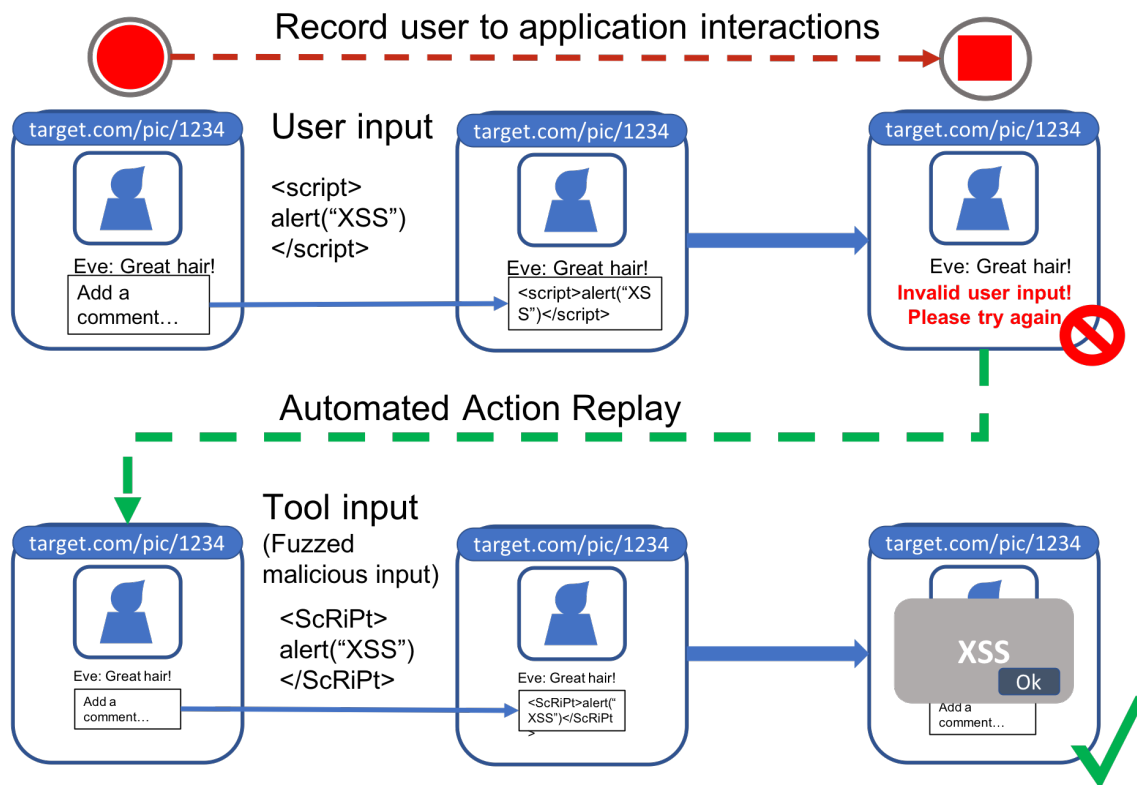 Record user to application interactions
target.com/pic/1234
User input
target.com/pic/1234
target.com/pic/1234
<script>
alert(“XSS”)
</script>
Eve: Great hair!
Add a
comment…
Eve: Great hair!
<script>alert(“XS
S”)</script>
Eve: Great hair!
Invalid user input!
Please try again
Automated Action Replay
target.com/pic/1234
Tool input
(Fuzzed
malicious input)
target.com/pic/1234
target.com/pic/1234
<ScRiPt>
alert(“XSS”)
</ScRiPt>
Eve: Great hair!
Add a
comment…
Eve: Great hair!
<ScRiPt>alert(“
XSS”)</ScRiPt
>
XSS
Ok
Add a
comment…